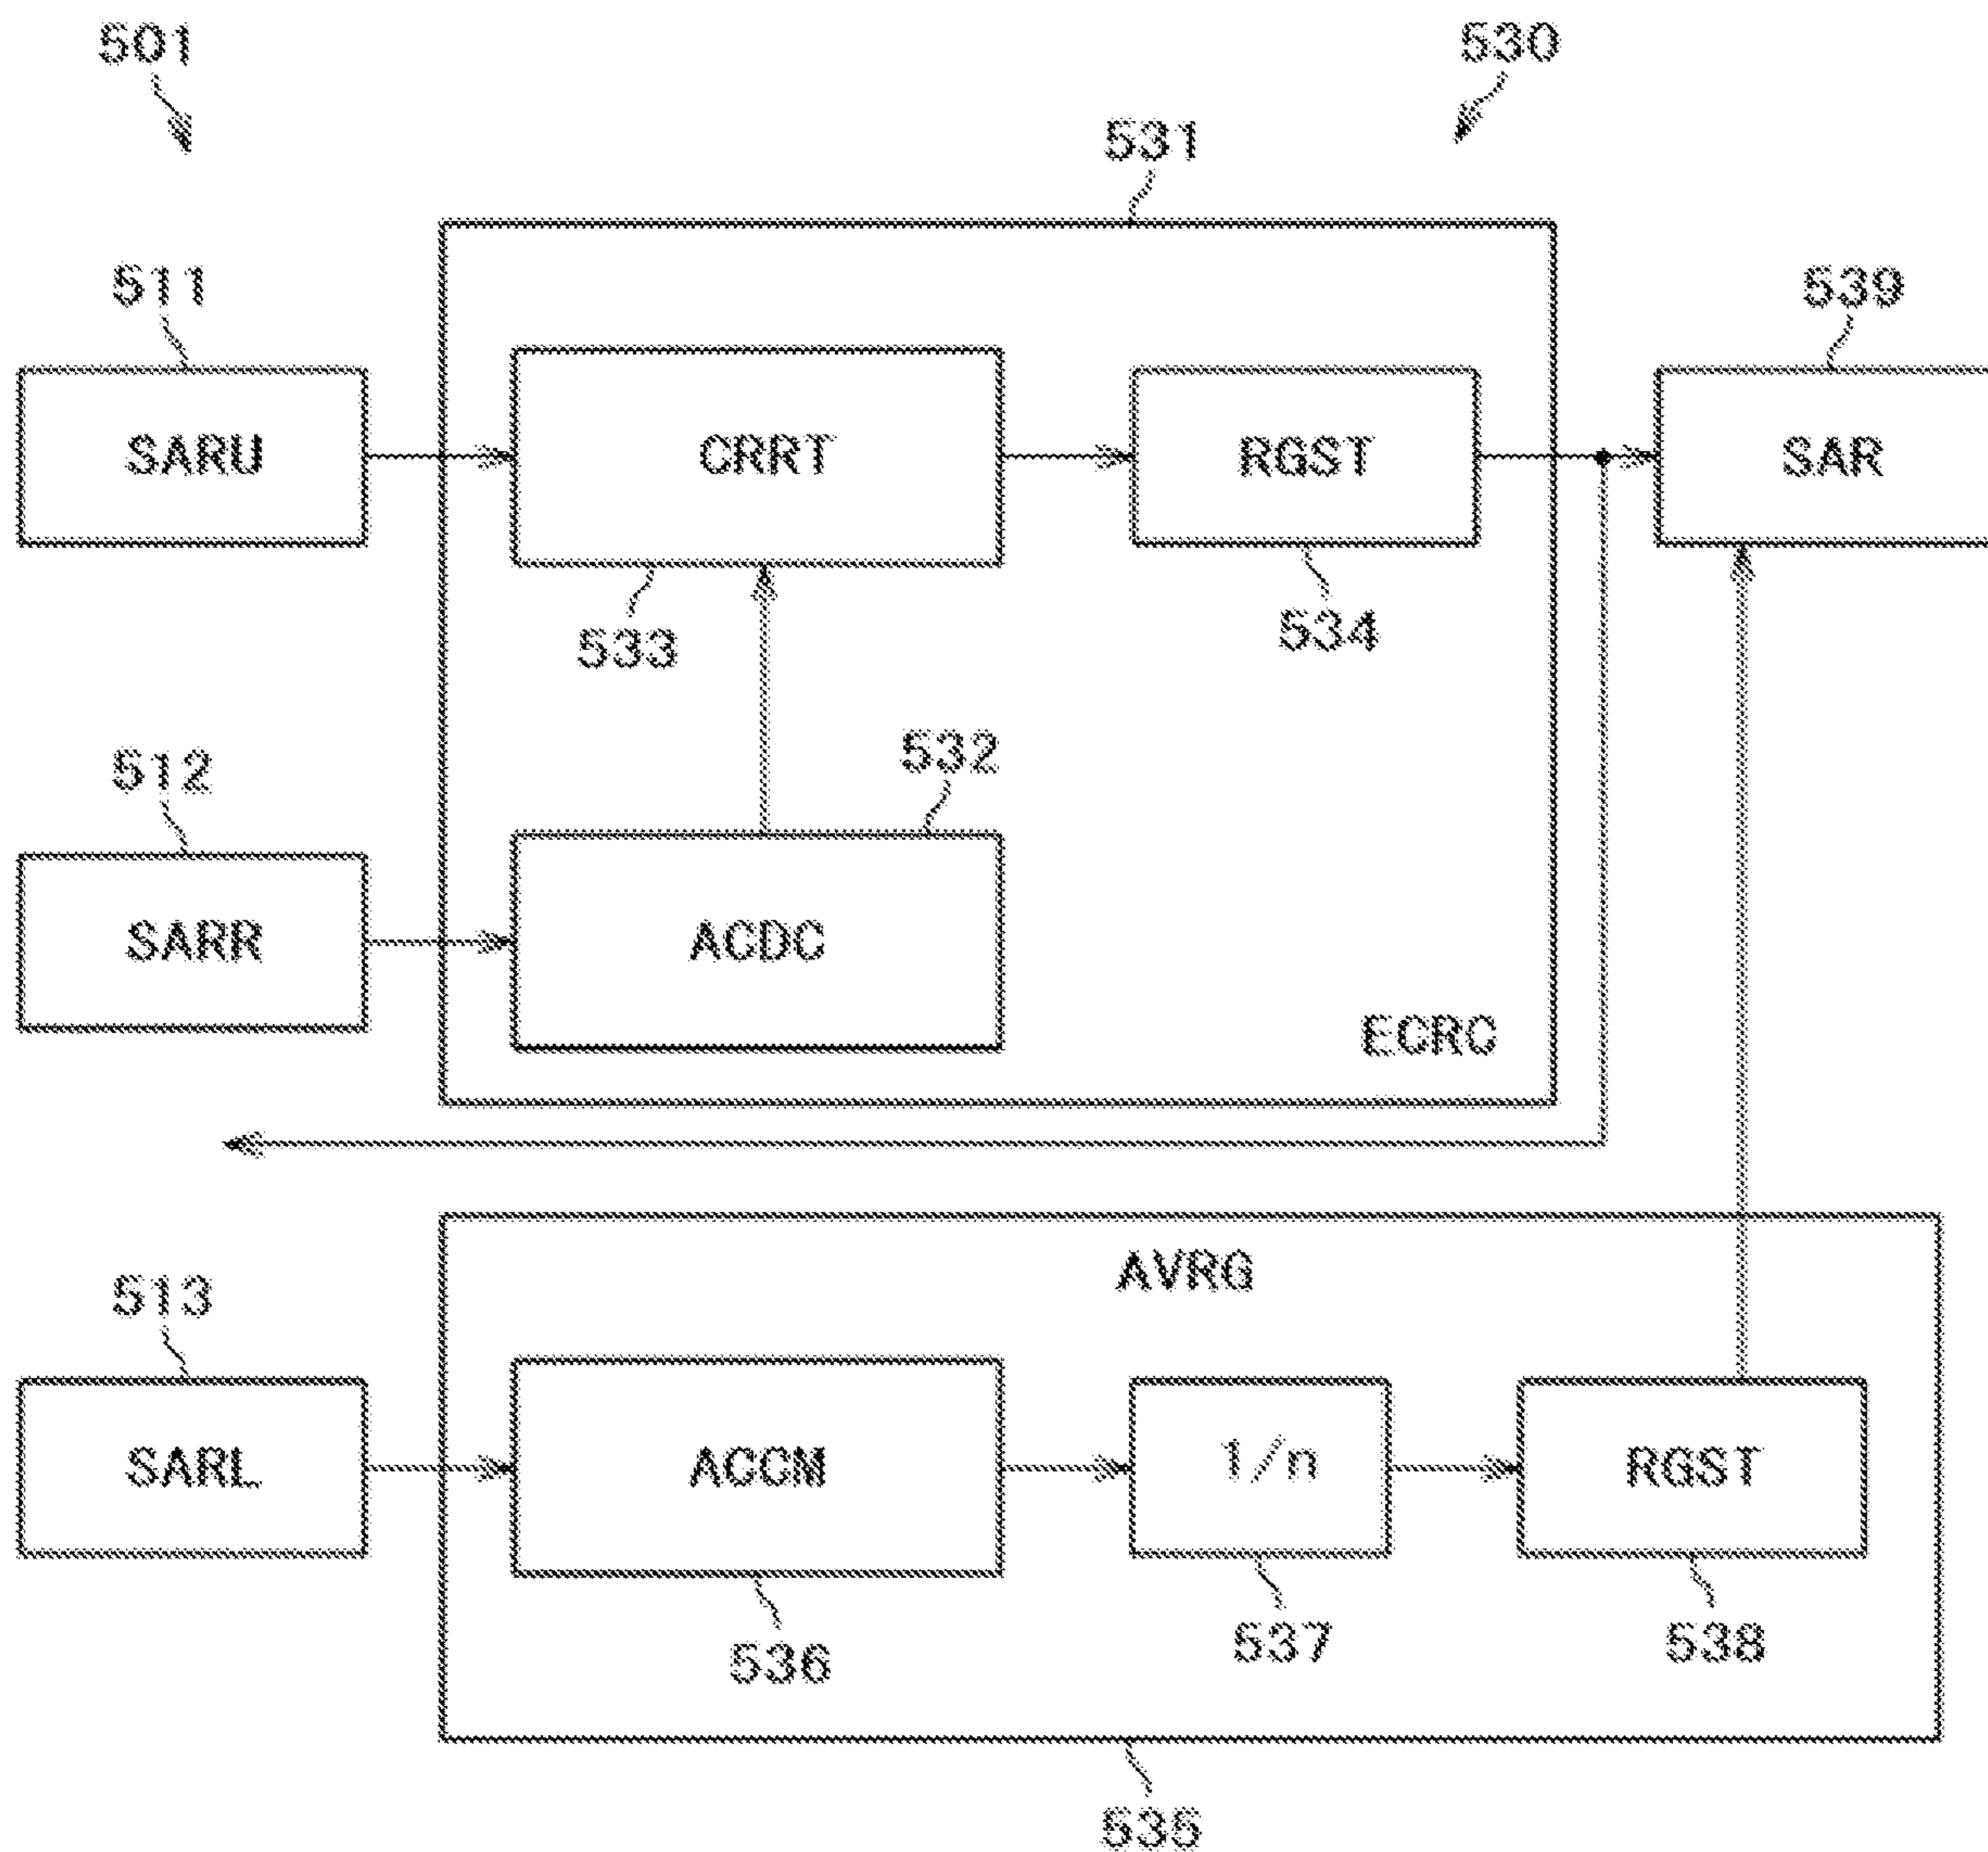 501
530
531
511
539
SARU
CRRT
RGST
SAR
533
534
512
532
SARR
ACDC
ECRC
AVRG
513
SARL
ACCM
1/n
RGST
536
537
538
535